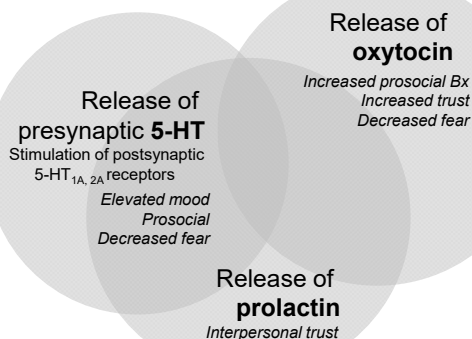 Release of
oxytocin
Increased prosocial Bx
Increased trust
Decreased fear
Release of
presynaptic 5-HT
Stimulation of postsynaptic
5-HT1A, 2A receptors
Elevated mood
Prosocial
Decreased fear
Release of
prolactin
Interpersonal trust